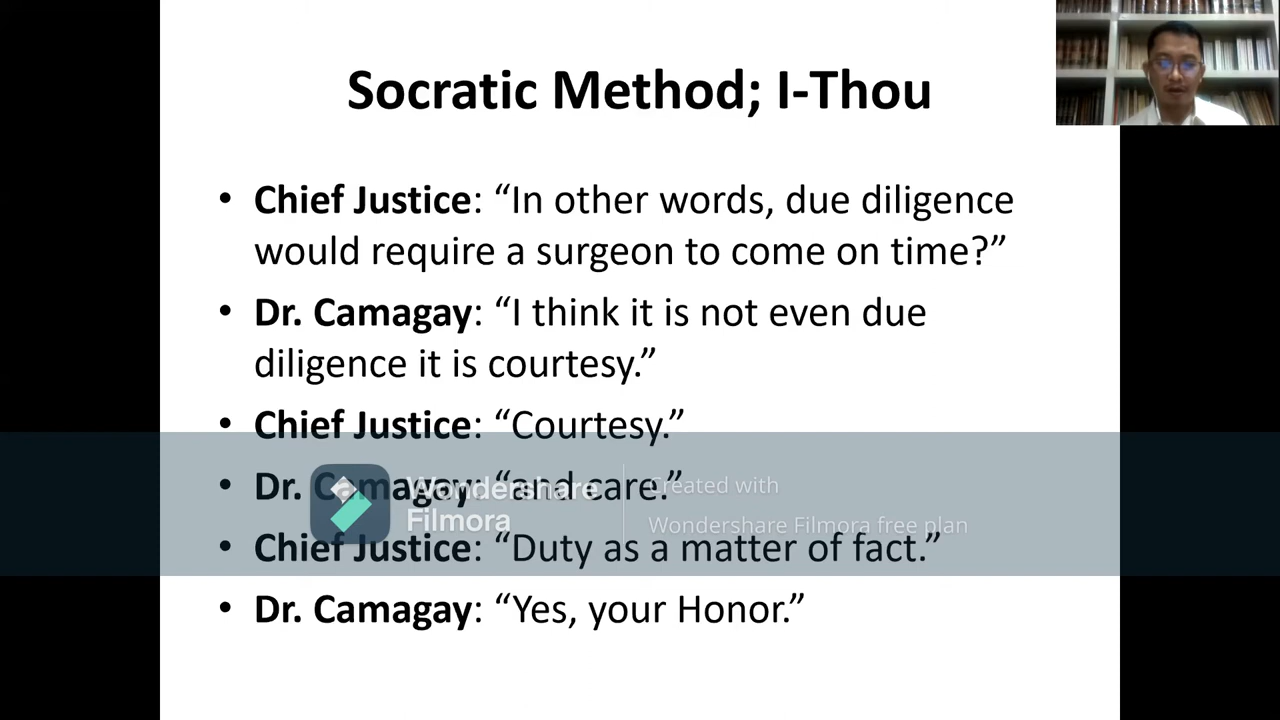 Socratic Method; I-Thou
• Chief Justice: “In other words, due diligence
would require a surgeon to come on time?”
• Dr. Camagay: “I think it is not even due
diligence it is courtesy.”
• Chief Justice: “Courtesy.”
• Dr. Camagay: “and care.”
Wondershare
Filmora
Created with
Wondershare Filmora free plan
• Chief Justice: “Duty as a matter of fact.”
• Dr. Camagay: “Yes, your Honor.”